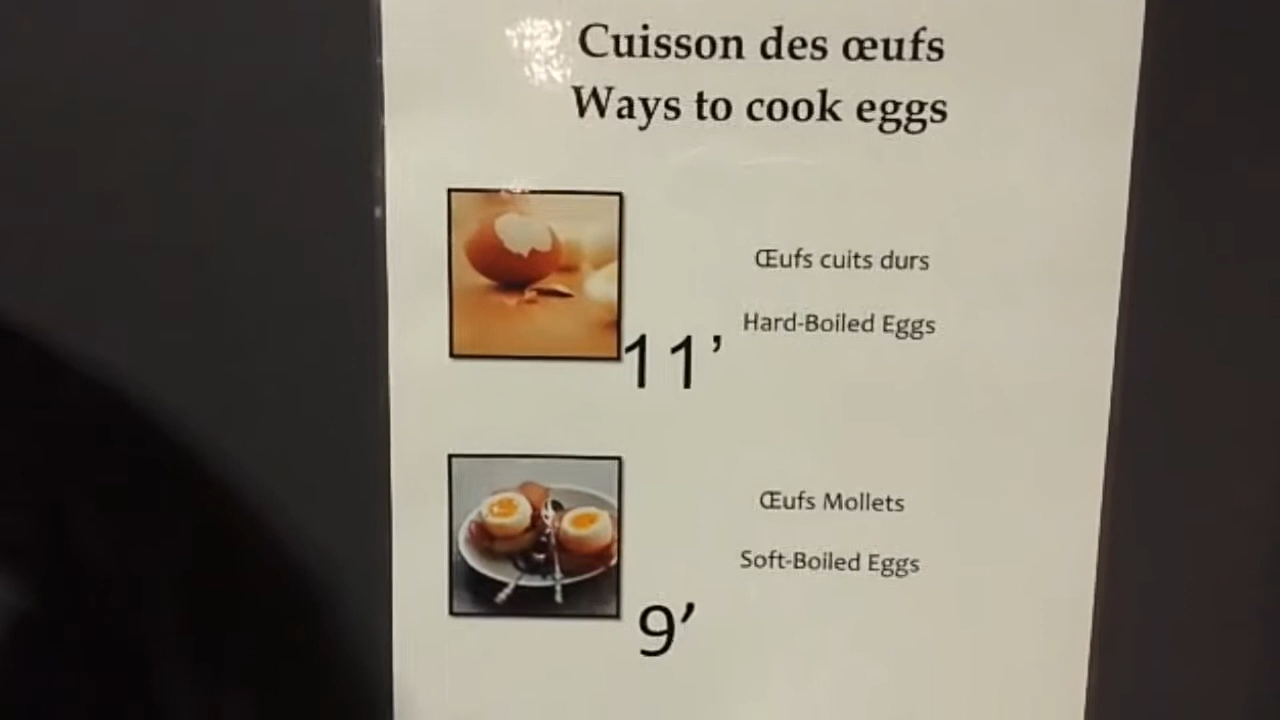 Cuisson des œufs
Ways to cook eggs
Œufs cuits durs
Hard-Boiled Eggs
11’
Œufs Mollets
Soft-Boiled Eggs
9’